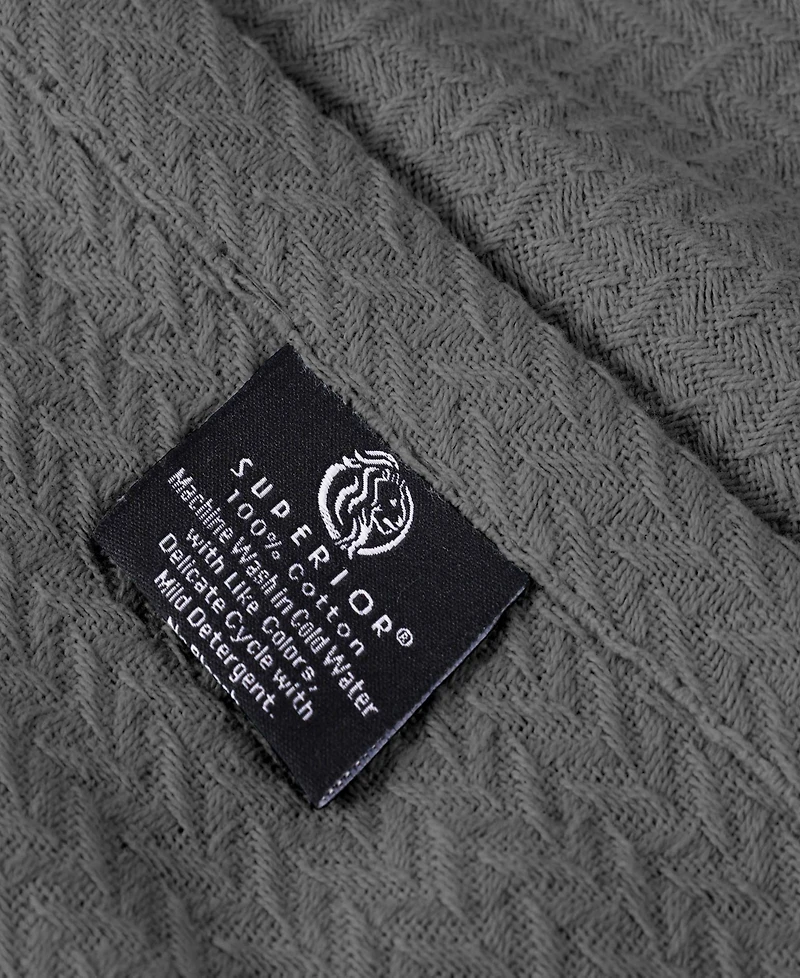 SUPERIOR®
100% Cotton
Machine Wash in Cold Water
with Like Colors,
Delicate Cycle with
Mild Detergent.